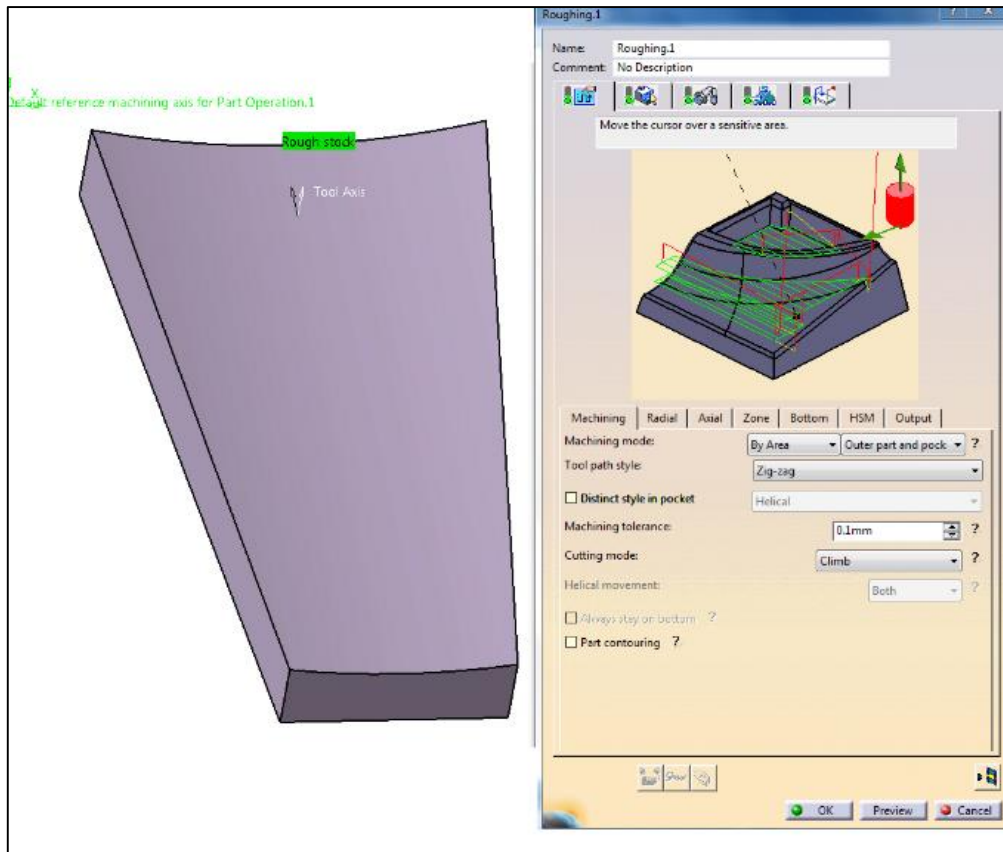 Roughing.1
Name: Roughing.1
Comment: No Description
X
Default reference machining axis for Part Operation.1
Move the cursor over a sensitive area.
Rough stock
Tool Axis
Machining Radial Axial Zone Bottom HSM Output
Machining mode: By Area Outer part and pock ?
Tool path style: Zig-zag
Distinct style in pocket Helical
Machining tolerance: 0.1mm ?
Cutting mode: Climb ?
Helical movement: Both ?
Always stay on bottom ?
Part contouring ?
OK Preview Cancel